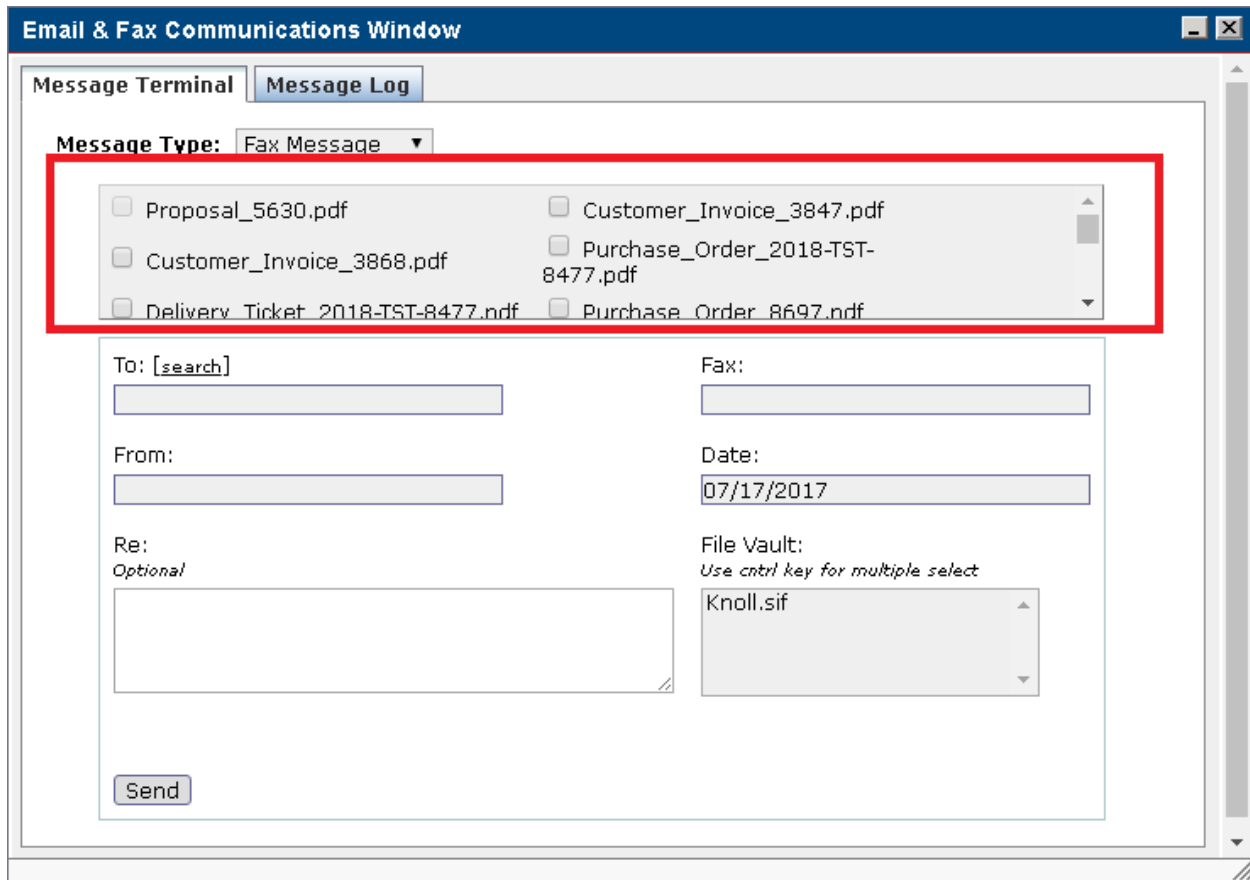 Email & Fax Communications Window
Message Terminal Message Log
Message Type: Fax Message
Proposal_5630.pdf Customer_Invoice_3847.pdf
Customer_Invoice_3868.pdf Purchase_Order_2018-TST-
8477.pdf
Delivery_Ticket_2018-TST-8477.pdf Purchase_Order_8697.pdf
To: [search] Fax:
From: Date:
07/17/2017
Re: File Vault:
Optional Use cntrl key for multiple select
Knoll.sif
Send